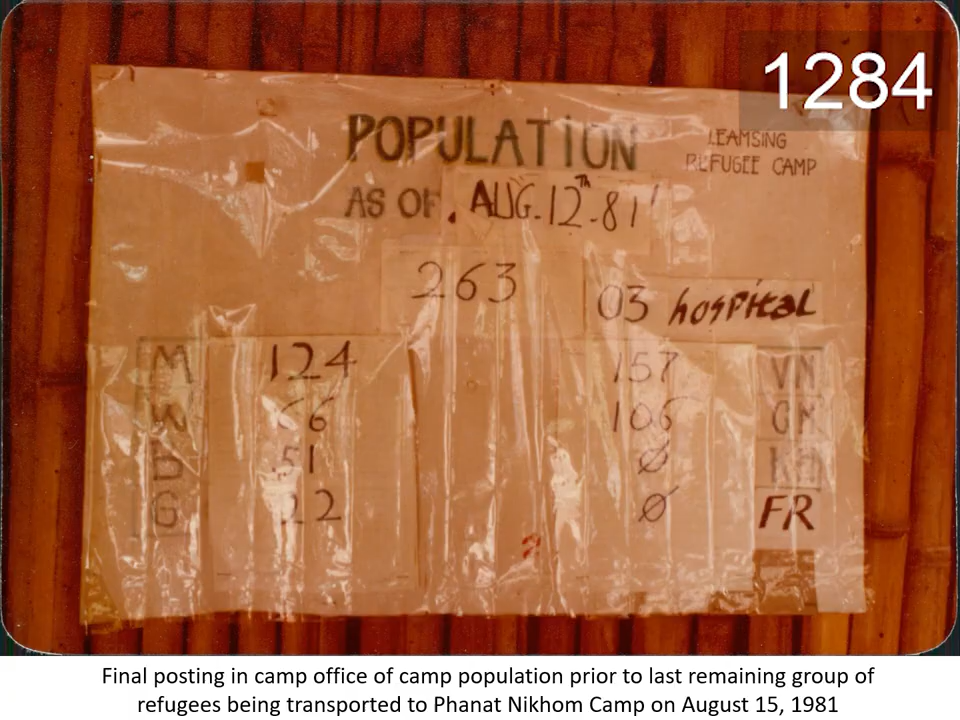 1284
POPULATION
LEAMSING
REFUGEE CAMP
AS OF. AUG. 12TH-81'
263
03 hospital
M 124 157 VN
W 66 106 CM
B 51 Ø
G 22 Ø FR
Final posting in camp office of camp population prior to last remaining group of
refugees being transported to Phanat Nikhom Camp on August 15, 1981